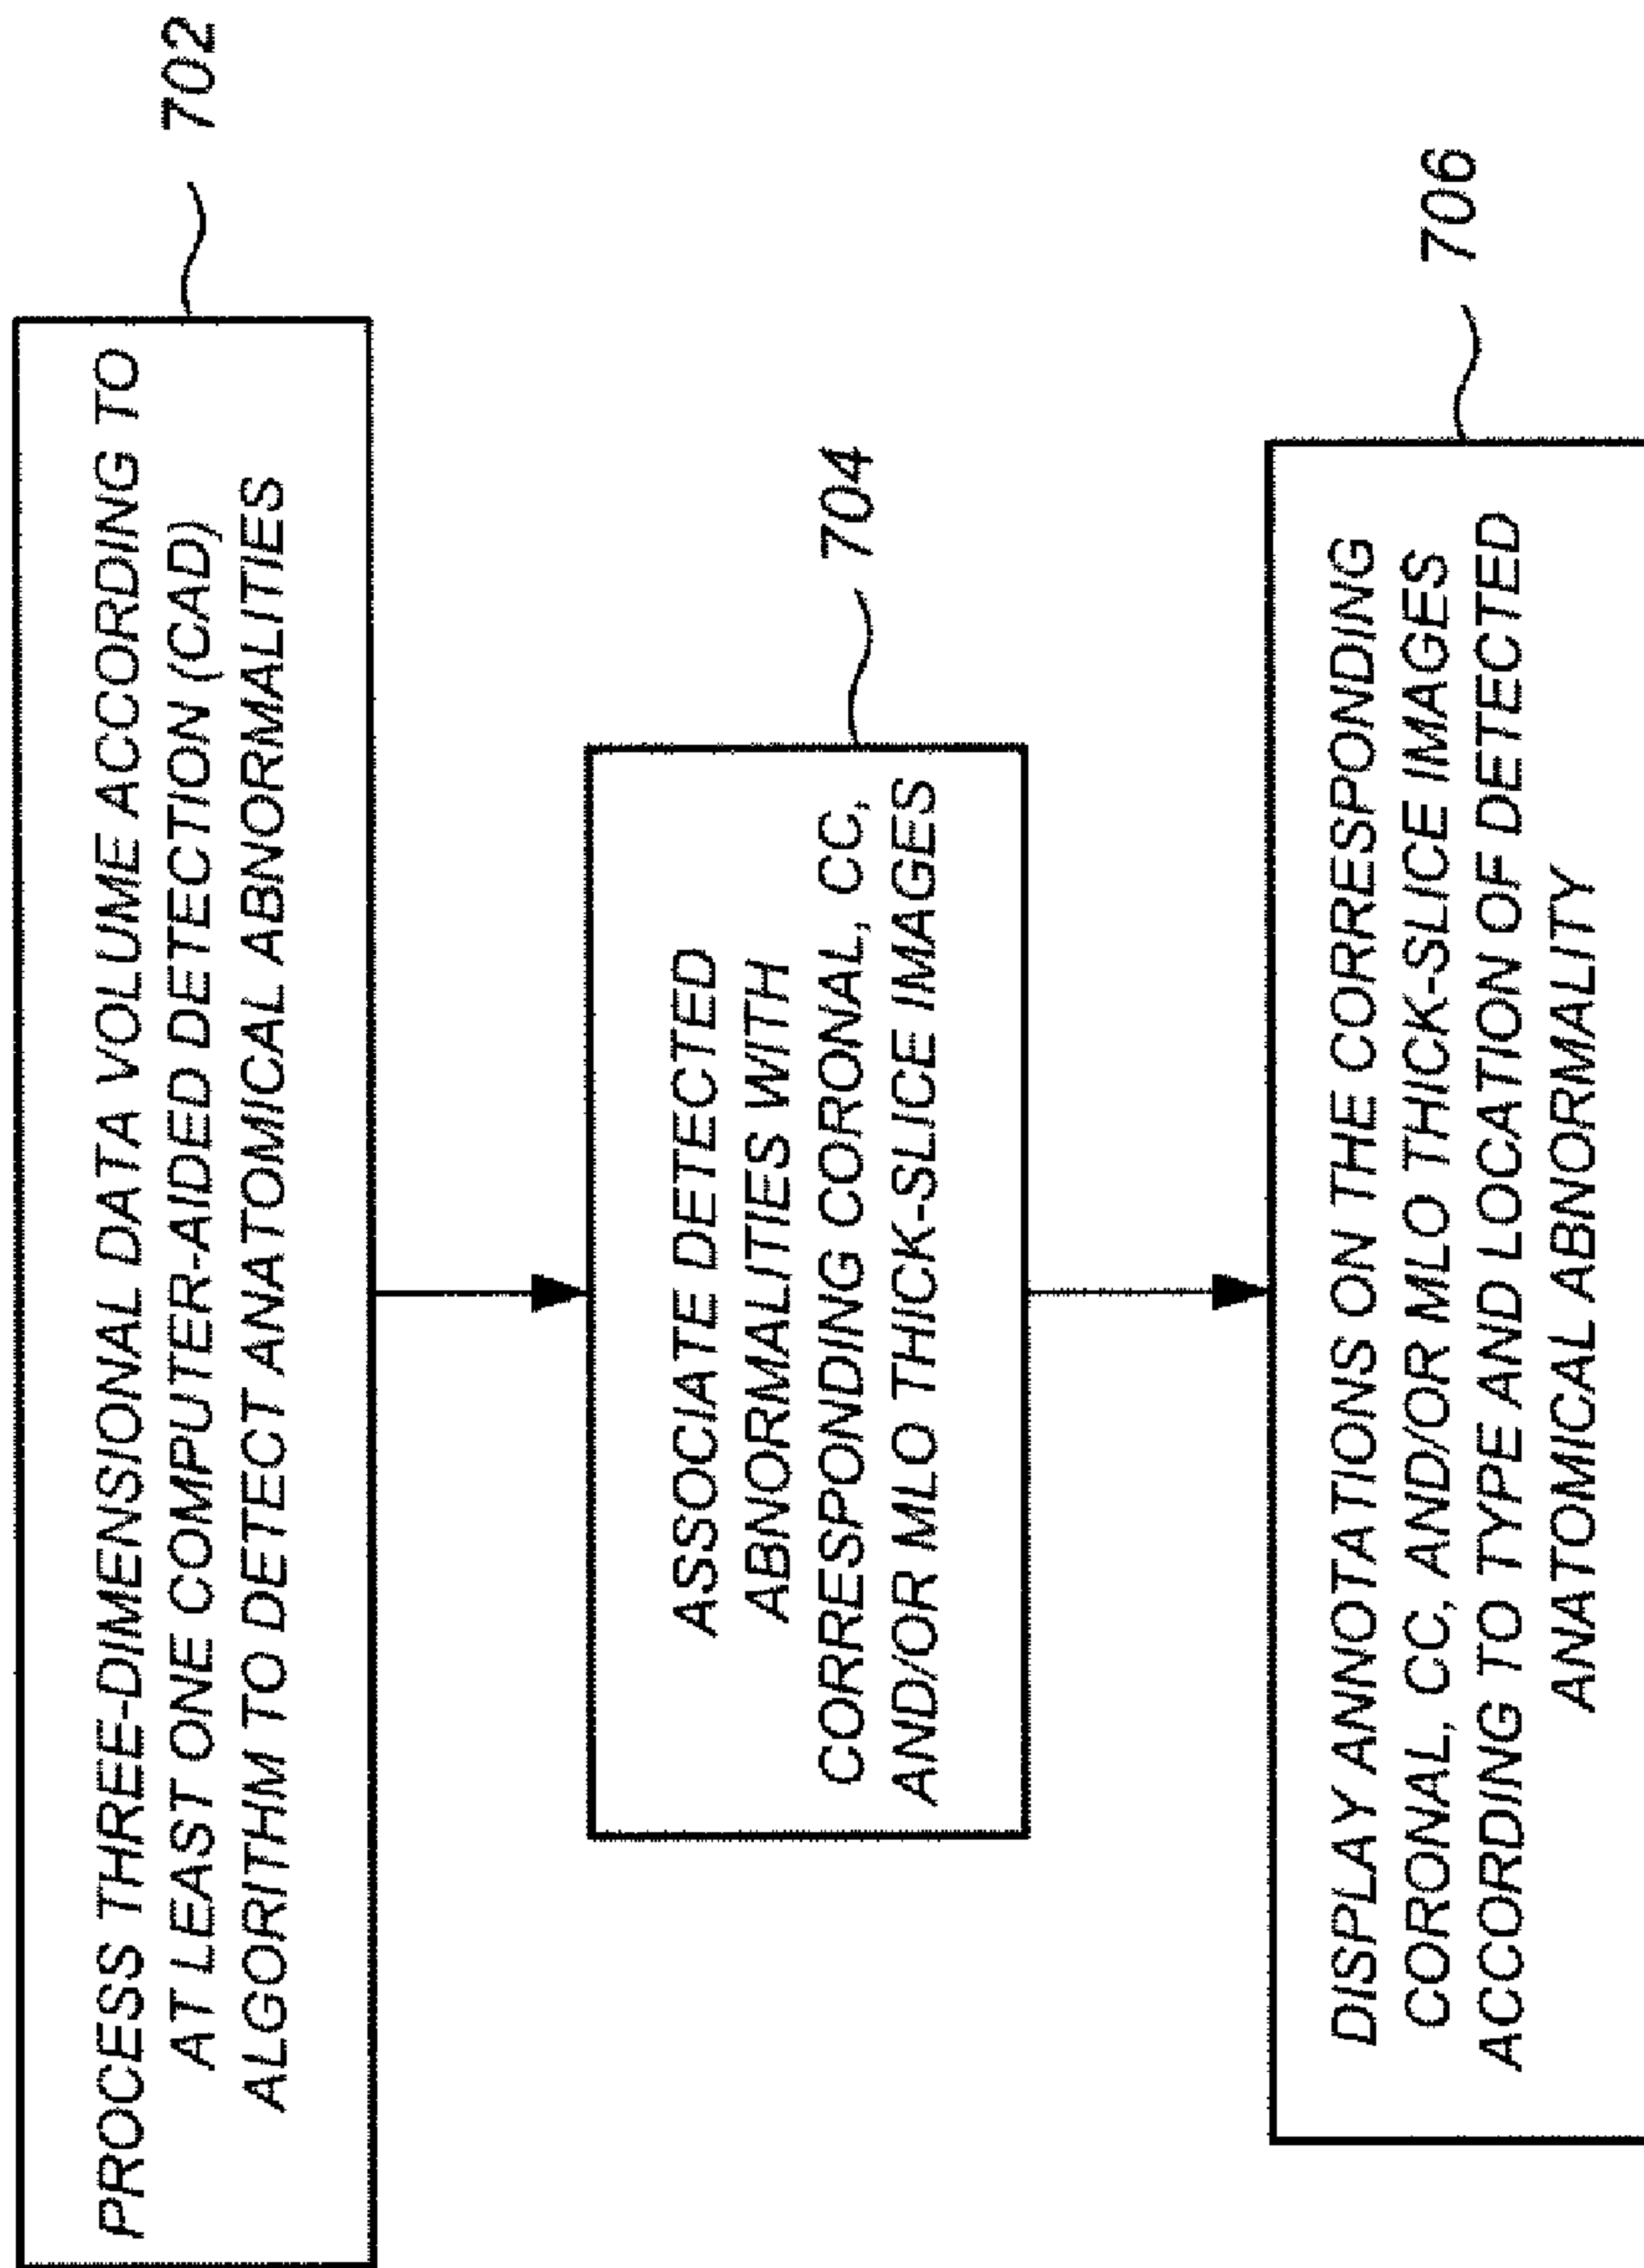 PROCESS THREE-DIMENSIONAL DATA VOLUME ACCORDING TO
AT LEAST ONE COMPUTER-AIDED DETECTION (CAD)
ALGORITHM TO DETECT ANATOMICAL ABNORMALITIES
702
ASSOCIATE DETECTED
ABNORMALITIES WITH
CORRESPONDING CORONAL, CC,
AND/OR MLO THICK-SLICE IMAGES
704
DISPLAY ANNOTATIONS ON THE CORRESPONDING
CORONAL, CC, AND/OR MLO THICK-SLICE IMAGES
ACCORDING TO TYPE AND LOCATION OF DETECTED
ANATOMICAL ABNORMALITY
706